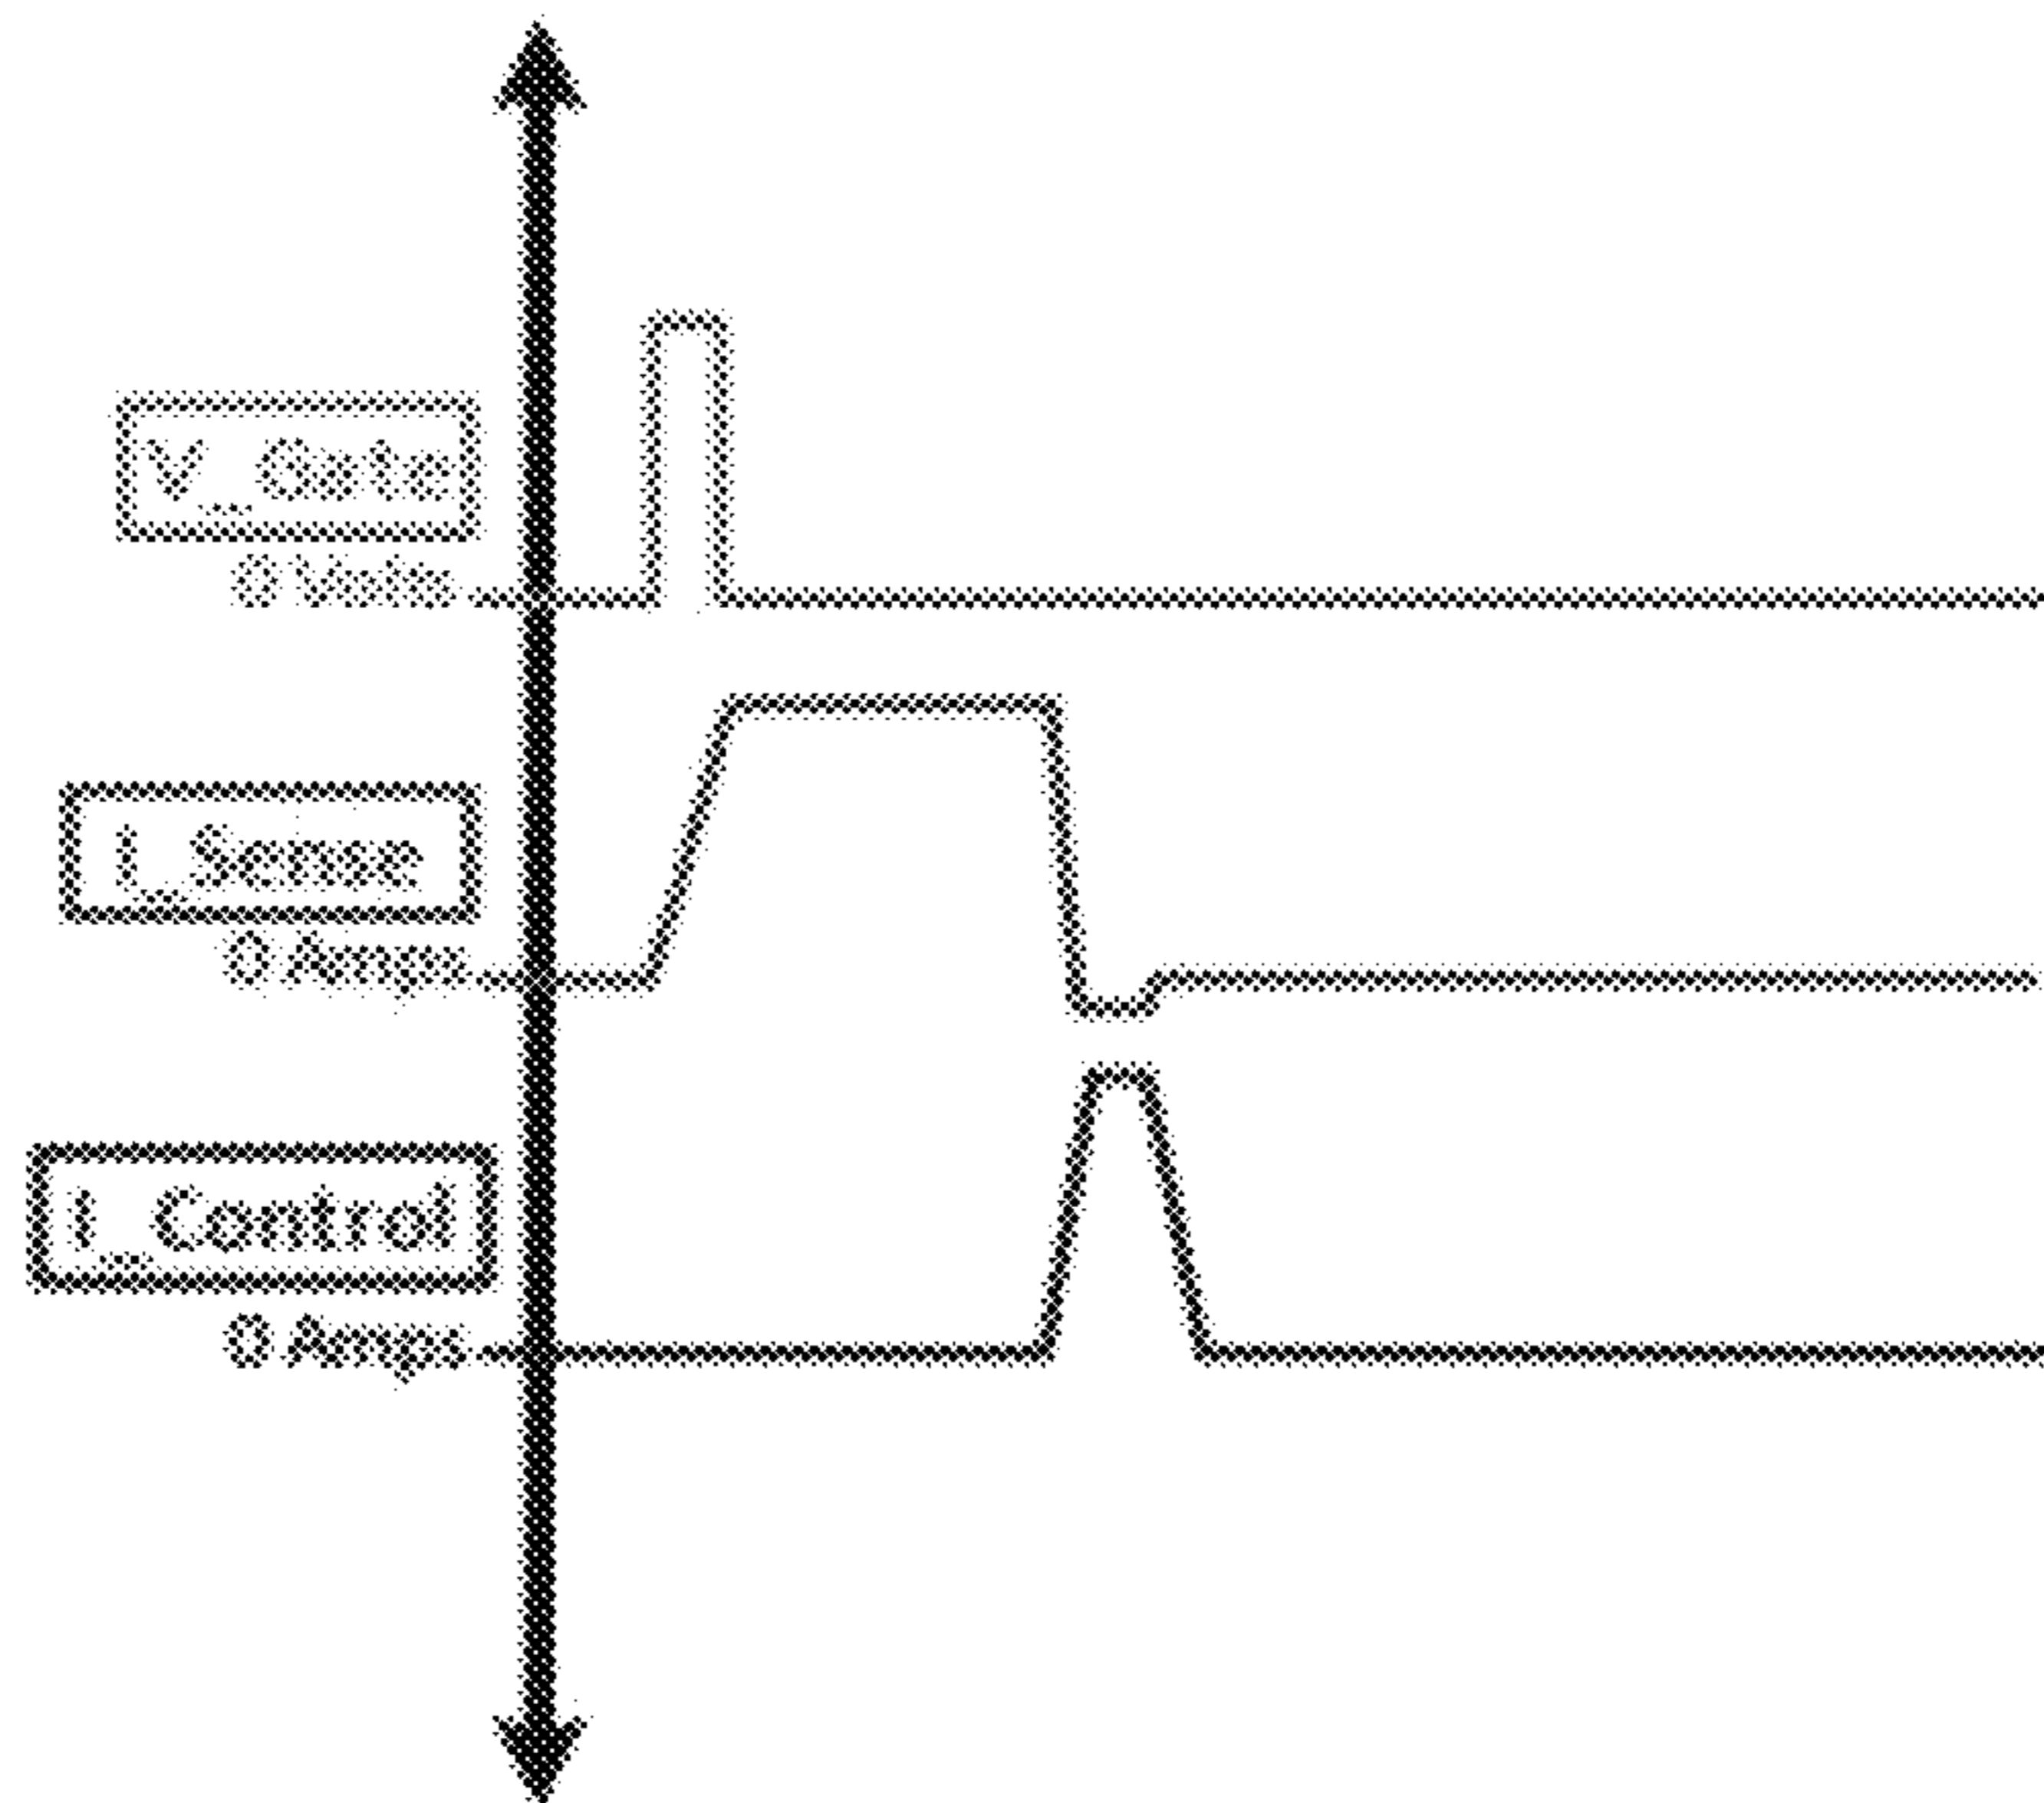 V_Gate
0 Volts
I_Sense
0 Amps
I_Control
0 Amps